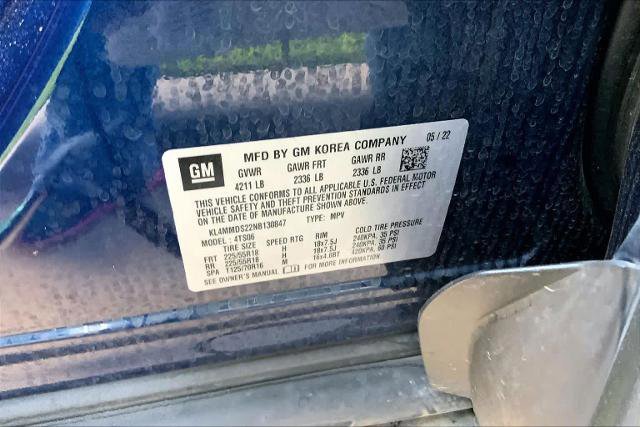 GM
MFD BY GM KOREA COMPANY 05/22
GVWR GAWR FRT GAWR RR
4211 LB 2336 LB 2336 LB
THIS VEHICLE CONFORMS TO ALL APPLICABLE U.S. FEDERAL MOTOR
VEHICLE SAFETY AND THEFT PREVENTION STANDARDS IN EFFECT
ON THE DATE OF MANUFACTURE SHOWN ABOVE.
KL4MMDS22NB130847 TYPE: MPV
MODEL: 4TS06
TIRE SIZE SPEED RTG RIM COLD TIRE PRESSURE
FRT 225/55R18 H 18x7.5J 240KPA, 35 PSI
RR 225/55R18 H 18x7.5J 240KPA, 35 PSI
SPA T125/70R16 M 16x4.0BT 420KPA, 60 PSI
SEE OWNER'S MANUAL FOR MORE INFORMATION